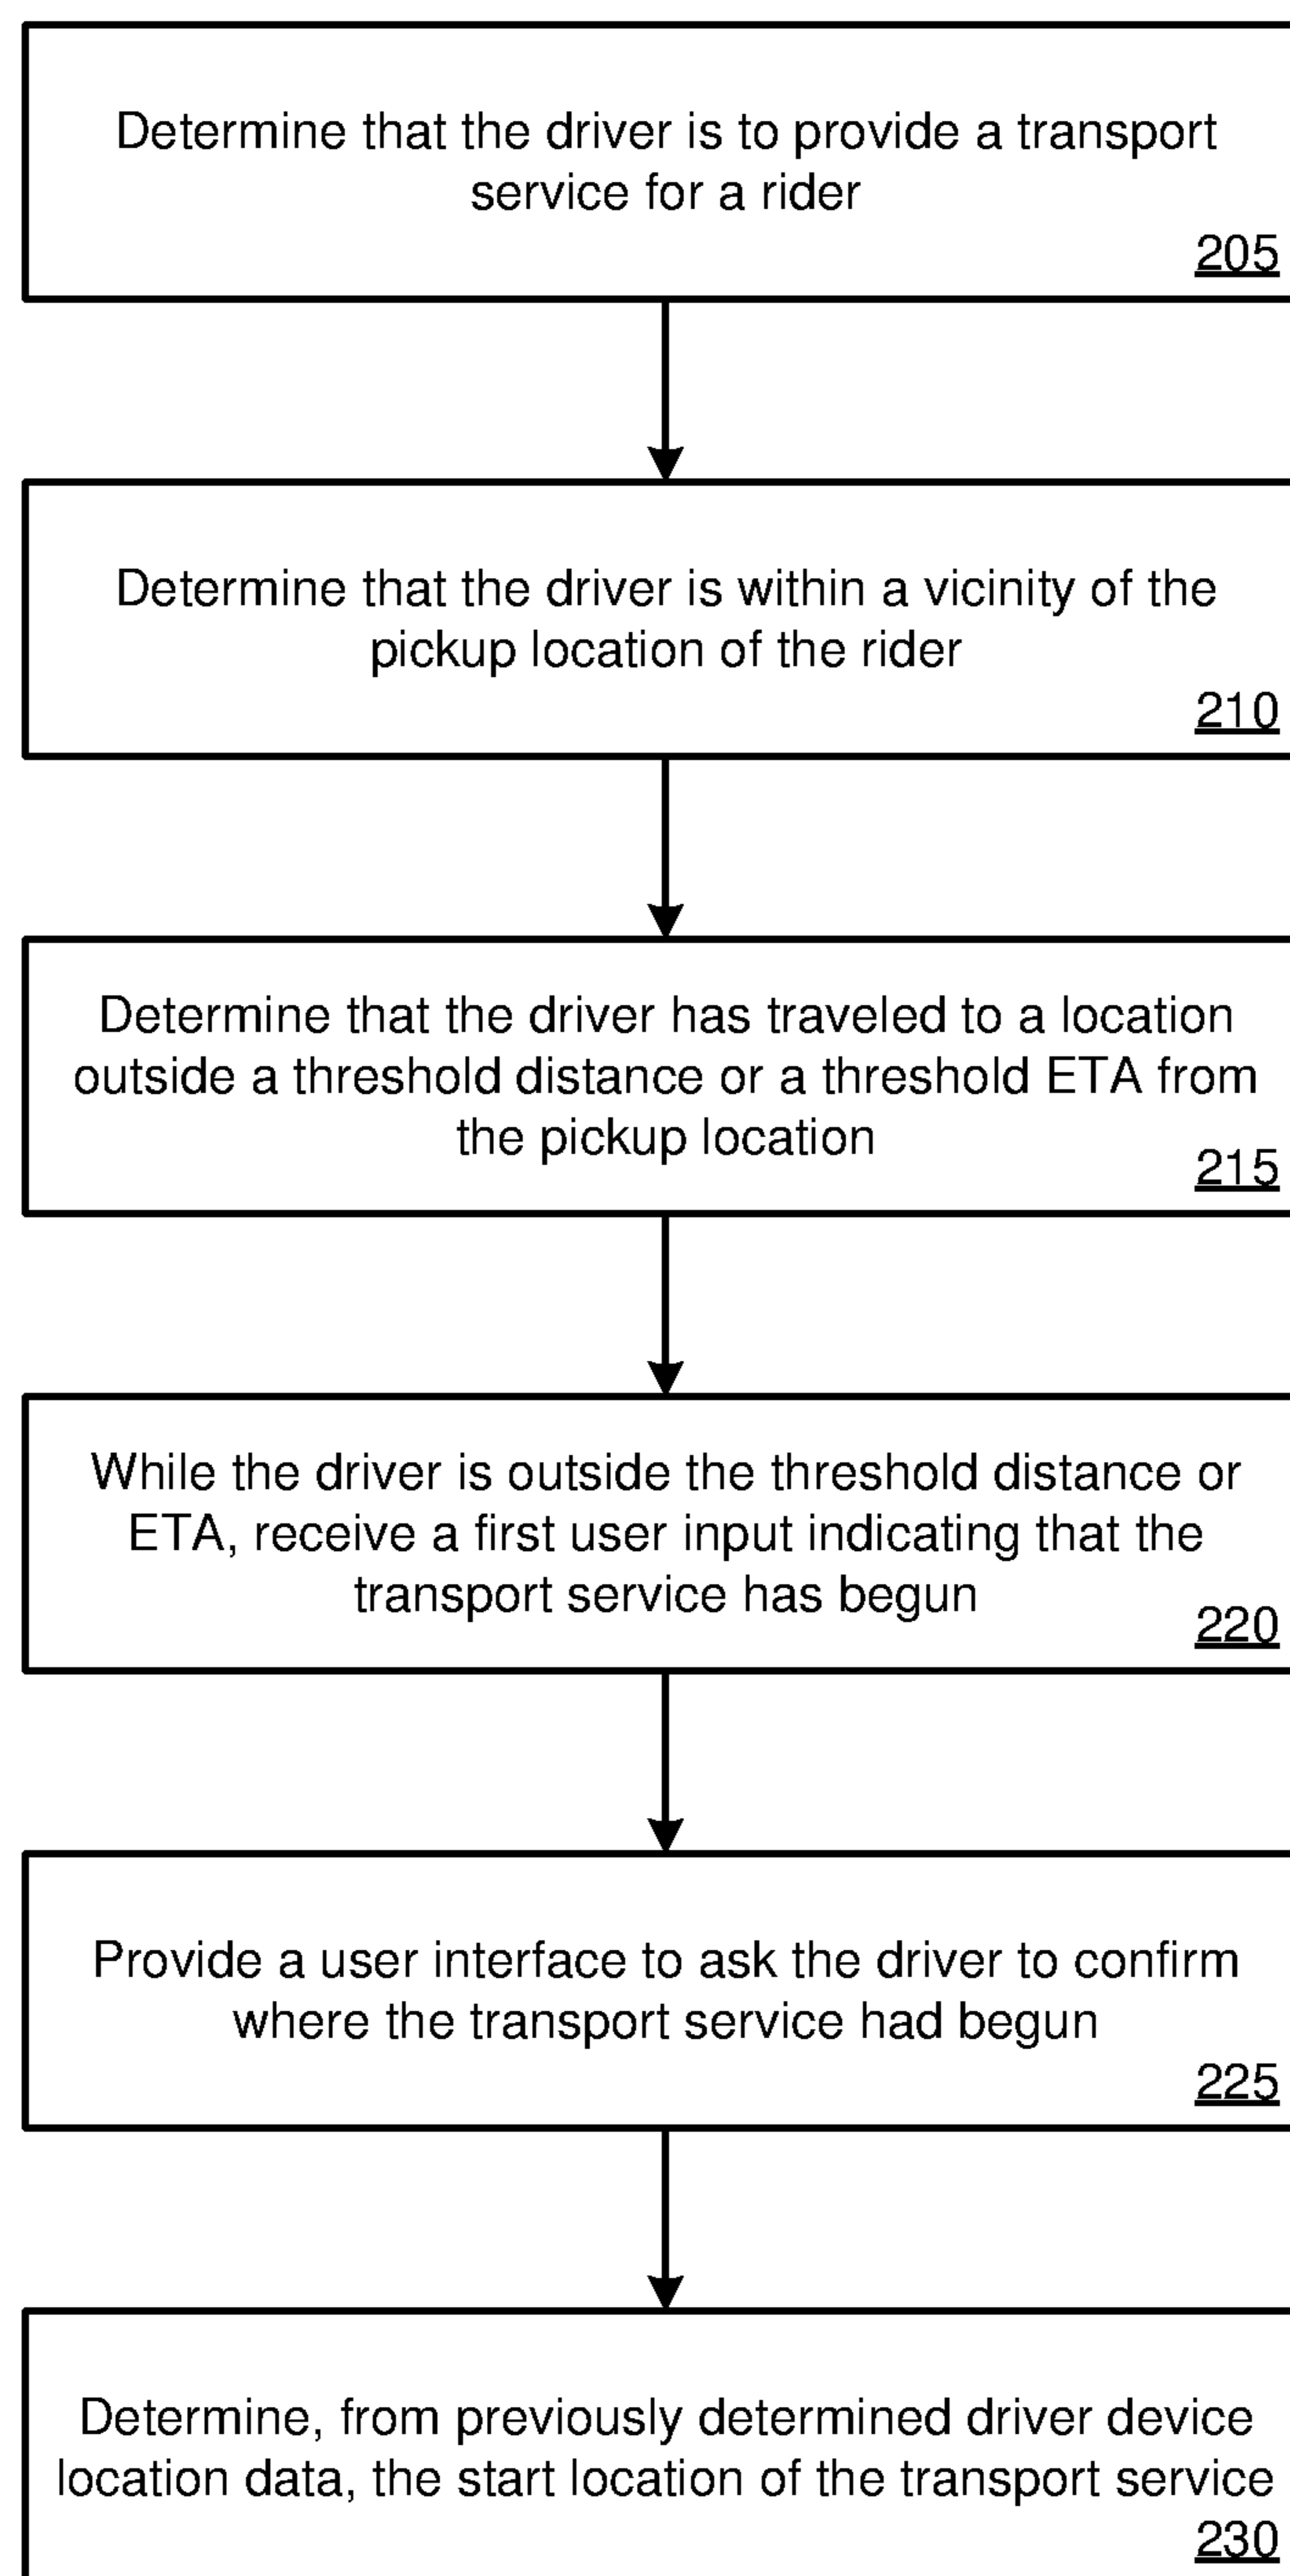 Determine that the driver is to provide a transport
service for a rider
205
Determine that the driver is within a vicinity of the
pickup location of the rider
210
Determine that the driver has traveled to a location
outside a threshold distance or a threshold ETA from
the pickup location
215
While the driver is outside the threshold distance or
ETA, receive a first user input indicating that the
transport service has begun
220
Provide a user interface to ask the driver to confirm
where the transport service had begun
225
Determine, from previously determined driver device
location data, the start location of the transport service
230